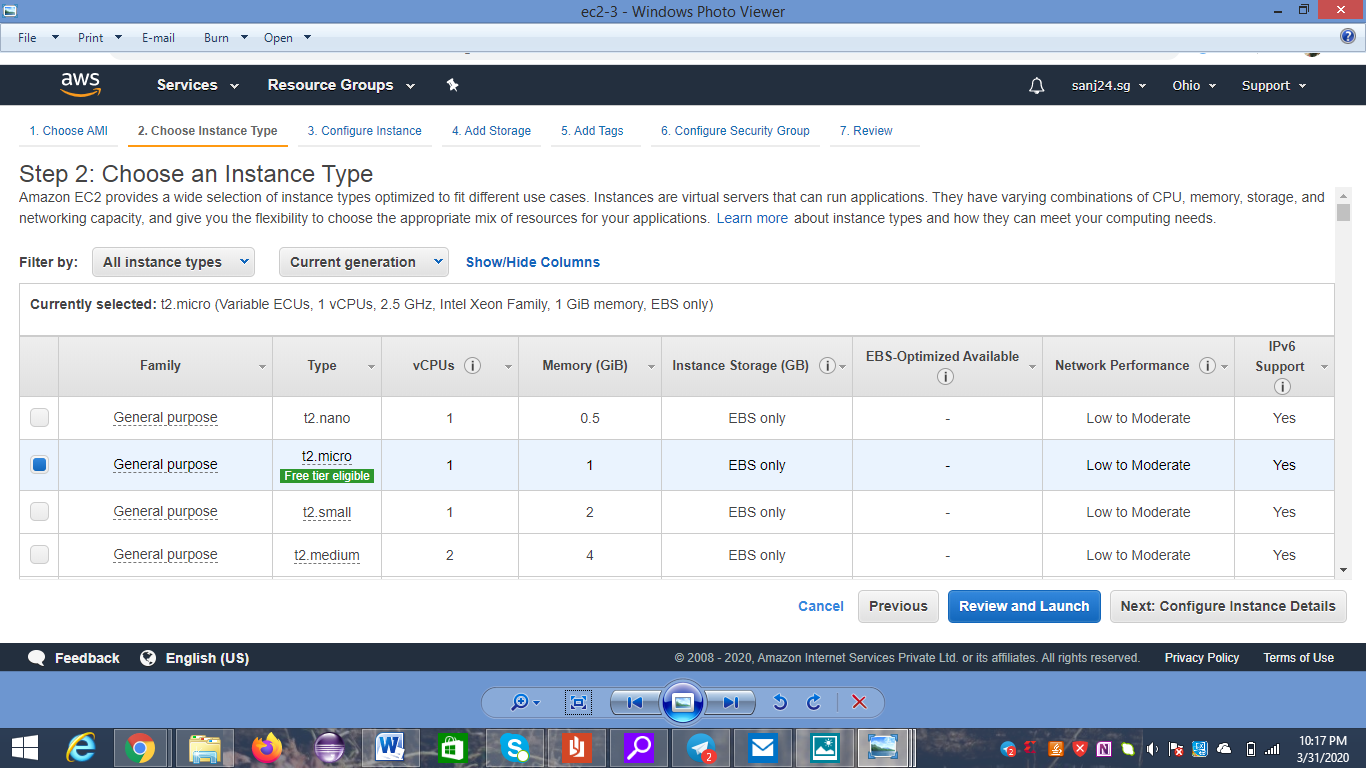 ec2-3 - Windows Photo Viewer
File Print E-mail Burn Open
aws Services Resource Groups sanj24.sg Ohio Support
1. Choose AMI 2. Choose Instance Type 3. Configure Instance 4. Add Storage 5. Add Tags 6. Configure Security Group 7. Review
Step 2: Choose an Instance Type
Amazon EC2 provides a wide selection of instance types optimized to fit different use cases. Instances are virtual servers that can run applications. They have varying combinations of CPU, memory, storage, and
networking capacity, and give you the flexibility to choose the appropriate mix of resources for your applications. Learn more about instance types and how they can meet your computing needs.
Filter by: All instance types Current generation Show/Hide Columns
Currently selected: t2.micro (Variable ECUs, 1 vCPUs, 2.5 GHz, Intel Xeon Family, 1 GiB memory, EBS only)
Family Type vCPUs Memory (GiB) Instance Storage (GB) EBS-Optimized Available Network Performance IPv6
Support
General purpose t2.nano 1 0.5 EBS only - Low to Moderate Yes
General purpose t2.micro 1 1 EBS only - Low to Moderate Yes
Free tier eligible
General purpose t2.small 1 2 EBS only - Low to Moderate Yes
General purpose t2.medium 2 4 EBS only - Low to Moderate Yes
Cancel Previous Review and Launch Next: Configure Instance Details
Feedback English (US) © 2008 - 2020, Amazon Internet Services Private Ltd. or its affiliates. All rights reserved. Privacy Policy Terms of Use
10:17 PM
3/31/2020